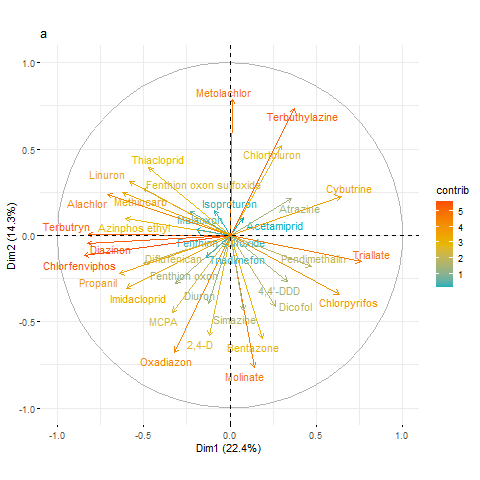 a
Metolachlor
Terbuthylazine
Chlortoluron
Thiacloprid
Linuron
Fenthion oxon sulfoxide
Cybutrine
Methiocarb
Alachlor
Isoproturon
Atrazine
Malaoxon
Acetamiprid
Terbutryn
Azinphos ethyl
Fenthion sulfoxide
Diazinon
Triallate
Diflufenican
Triadimefon
Pendimethalin
Chlorfenviphos
Fenthion oxon
Propanil
4,4'-DDD
Imidacloprid
Diuron
Dicofol
Chlorpyrifos
MCPA
Simazine
2,4-D
Bentazone
Oxadiazon
Molinate
1.0
0.5
0.0
-0.5
-1.0
Dim2 (14.3%)
-1.0 -0.5 0.0 0.5 1.0
Dim1 (22.4%)
contrib
5
4
3
2
1